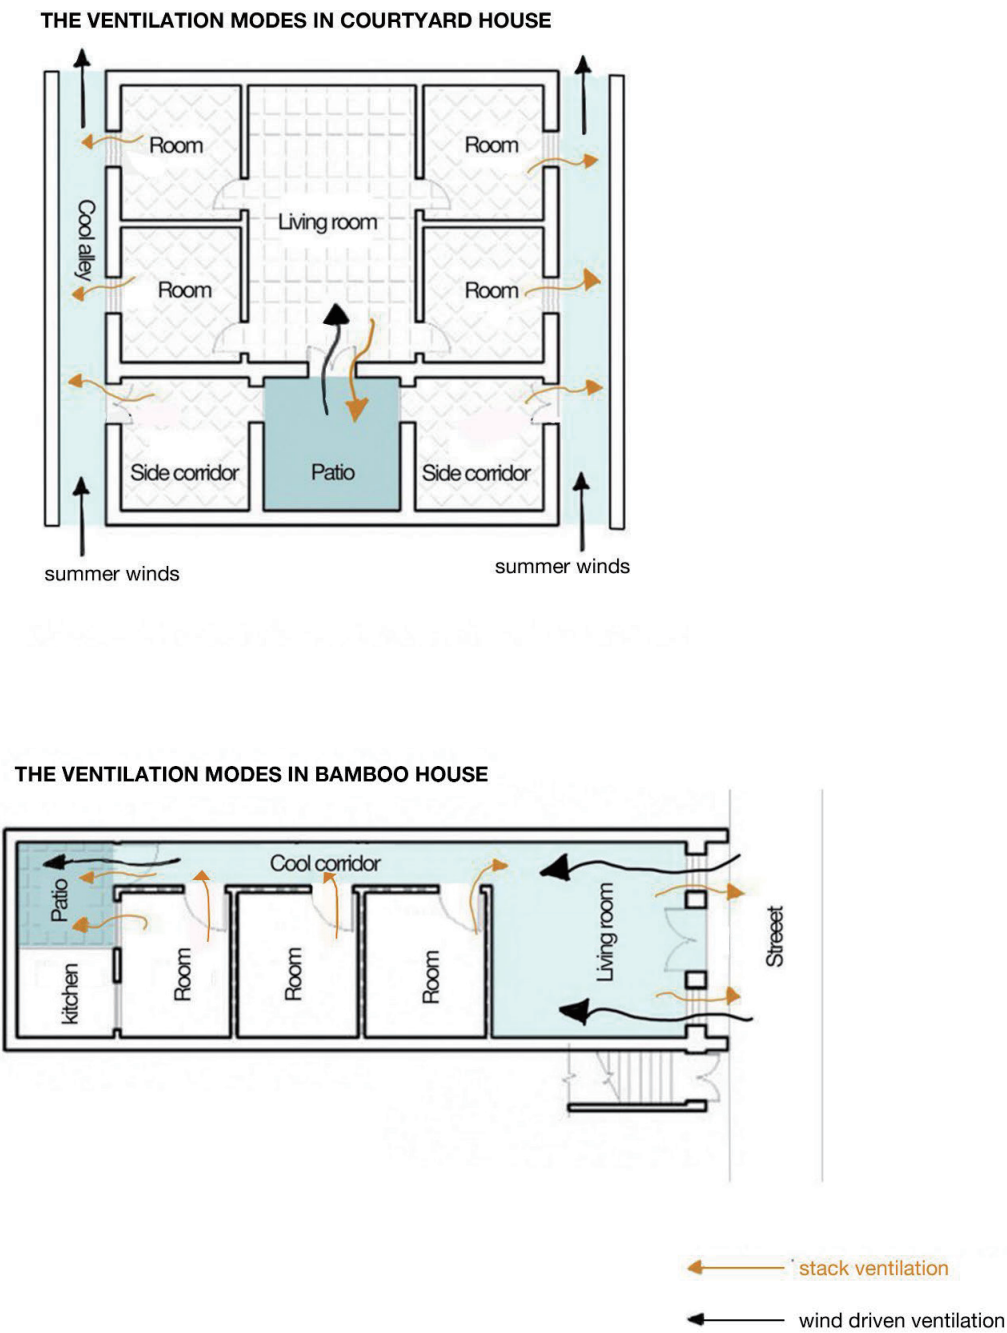 THE VENTILATION MODES IN COURTYARD HOUSE
Room
Room
Cool alley
Living room
Room
Room
Side corridor
Patio
Side corridor
summer winds
summer winds
THE VENTILATION MODES IN BAMBOO HOUSE
Cool corridor
Patio
Living room
Streeet
kitchen
Room
Room
Room
stack ventilation
wind driven ventilation